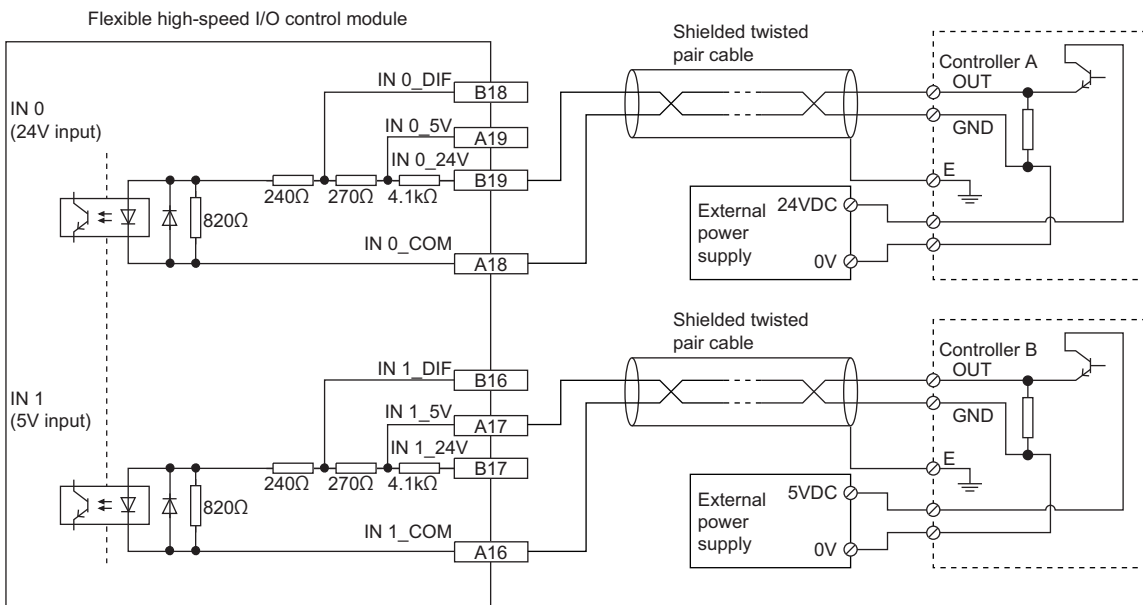 Flexible high-speed I/O control module
IN 0
(24V input)
IN 0_DIF
B18
IN 0_5V
A19
IN 0_24V
B19
240Ω
270Ω
4.1kΩ
820Ω
IN 0_COM
A18
Shielded twisted
pair cable
Controller A
OUT
GND
E
External
power
supply
24VDC
0V
IN 1
(5V input)
IN 1_DIF
B16
IN 1_5V
A17
IN 1_24V
B17
240Ω
270Ω
4.1kΩ
820Ω
IN 1_COM
A16
Shielded twisted
pair cable
Controller B
OUT
GND
E
External
power
supply
5VDC
0V